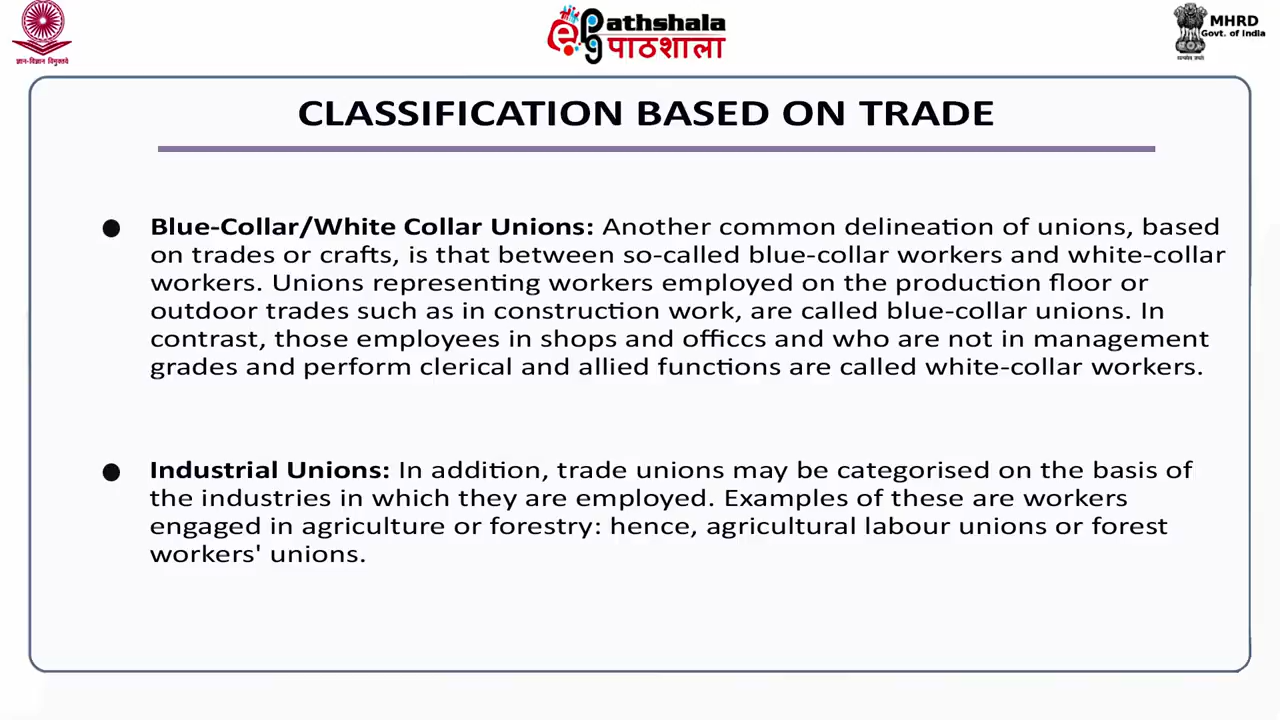 ज्ञान-विज्ञान विमुक्तये
ePathshala
पाठशाला
MHRD
Govt. of India
सत्यमेव जयते
CLASSIFICATION BASED ON TRADE
● Blue-Collar/White Collar Unions: Another common delineation of unions, based
on trades or crafts, is that between so-called blue-collar workers and white-collar
workers. Unions representing workers employed on the production floor or
outdoor trades such as in construction work, are called blue-collar unions. In
contrast, those employees in shops and officcs and who are not in management
grades and perform clerical and allied functions are called white-collar workers.
● Industrial Unions: In addition, trade unions may be categorised on the basis of
the industries in which they are employed. Examples of these are workers
engaged in agriculture or forestry: hence, agricultural labour unions or forest
workers' unions.